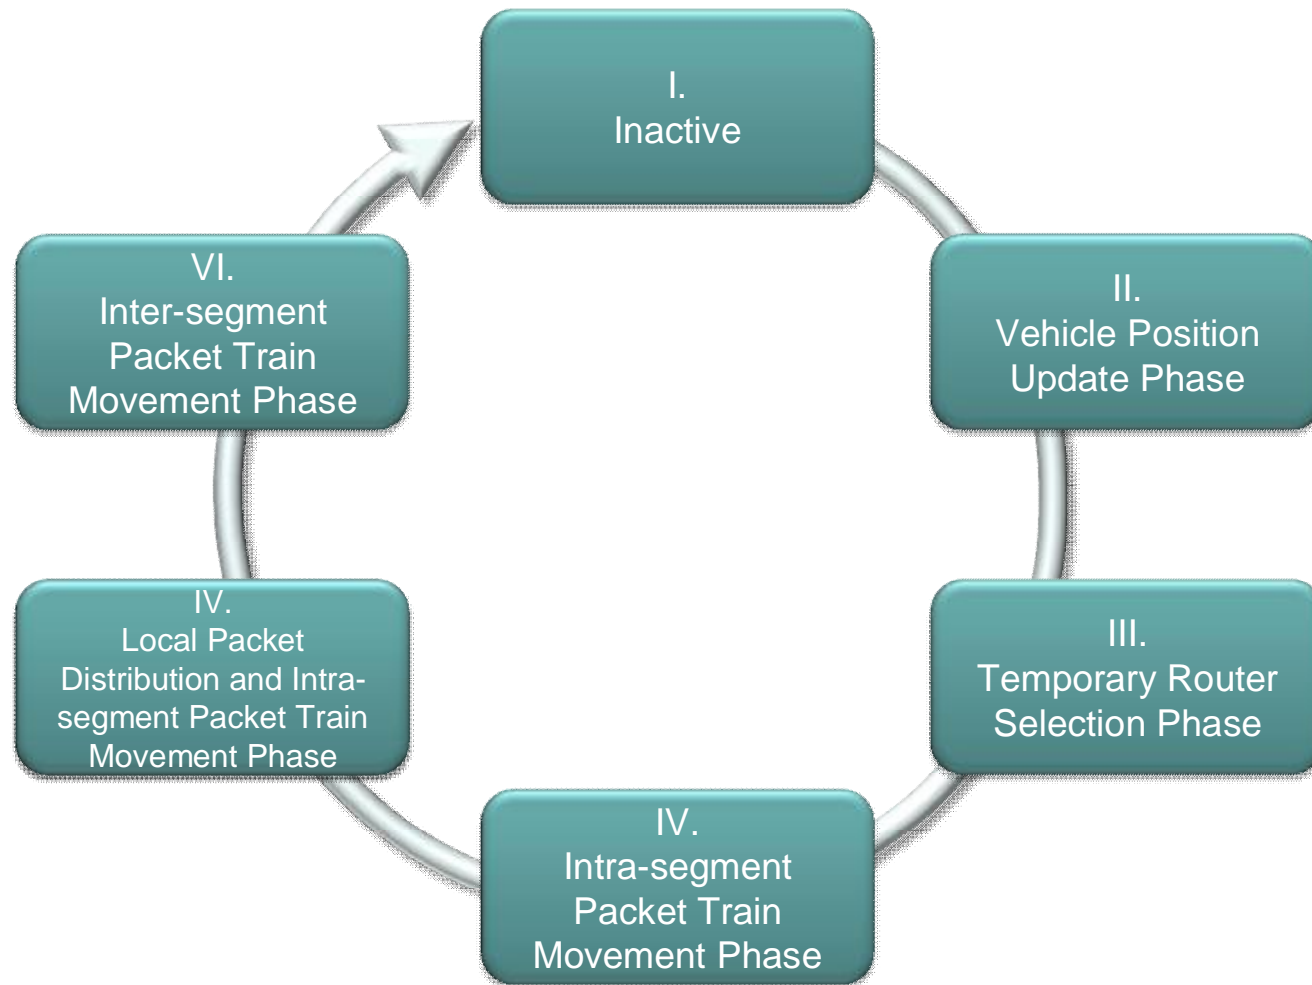 I.
Inactive
II.
Vehicle Position
Update Phase
III.
Temporary Router
Selection Phase
IV.
Intra-segment
Packet Train
Movement Phase
IV.
Local Packet
Distribution and Intra-
segment Packet Train
Movement Phase
VI.
Inter-segment
Packet Train
Movement Phase